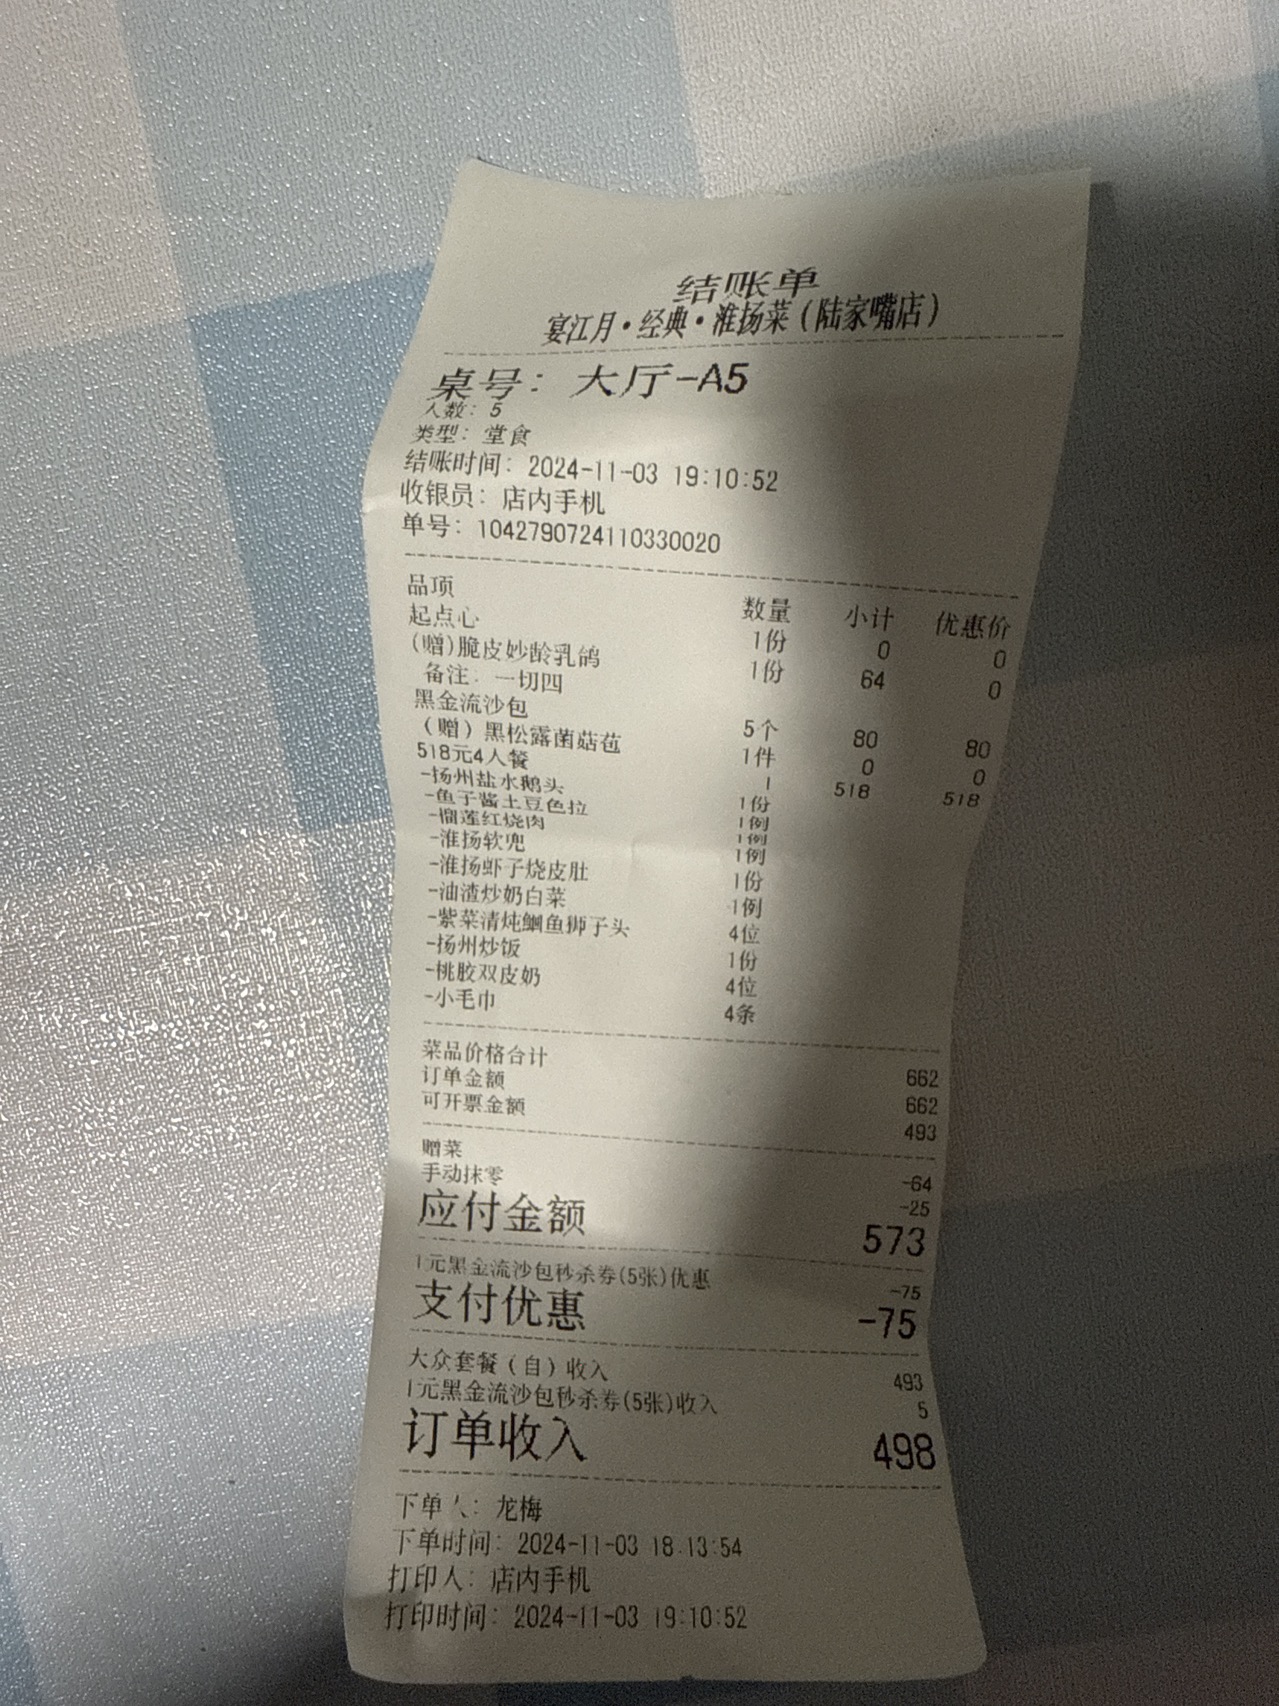 结账单
宴江月·经典·淮扬菜(陆家嘴店)
桌号: 大厅-A5
人数: 5
类型: 堂食
结账时间: 2024-11-03 19:10:52
收银员: 店内手机
单号: 1042790724110330020
品项 数量 小计 优惠价
起点心 1份 0 0
(赠)脆皮妙龄乳鸽 1份 64 0
备注: 一切四
黑金流沙包 5个 80 80
(赠)黑松露菌菇苞 1件 0 0
518元4人餐 1 518 518
-扬州盐水鹅头 1份
-鱼子酱土豆色拉 1例
-榴莲红烧肉 1例
-淮扬软兜 1例
-淮扬虾子烧皮肚 1份
-油渣炒奶白菜 1例
-紫菜清炖鮰鱼狮子头 4位
-扬州炒饭 1份
-桃胶双皮奶 4位
-小毛巾 4条
菜品价格合计 662
订单金额 662
可开票金额 493
赠菜 -64
手动抹零 -25
应付金额 573
1元黑金流沙包秒杀券(5张)优惠 -75
支付优惠 -75
大众套餐(自)收入 493
1元黑金流沙包秒杀券(5张)收入 5
订单收入 498
下单人: 龙梅
下单时间: 2024-11-03 18:13:54
打印人: 店内手机
打印时间: 2024-11-03 19:10:52